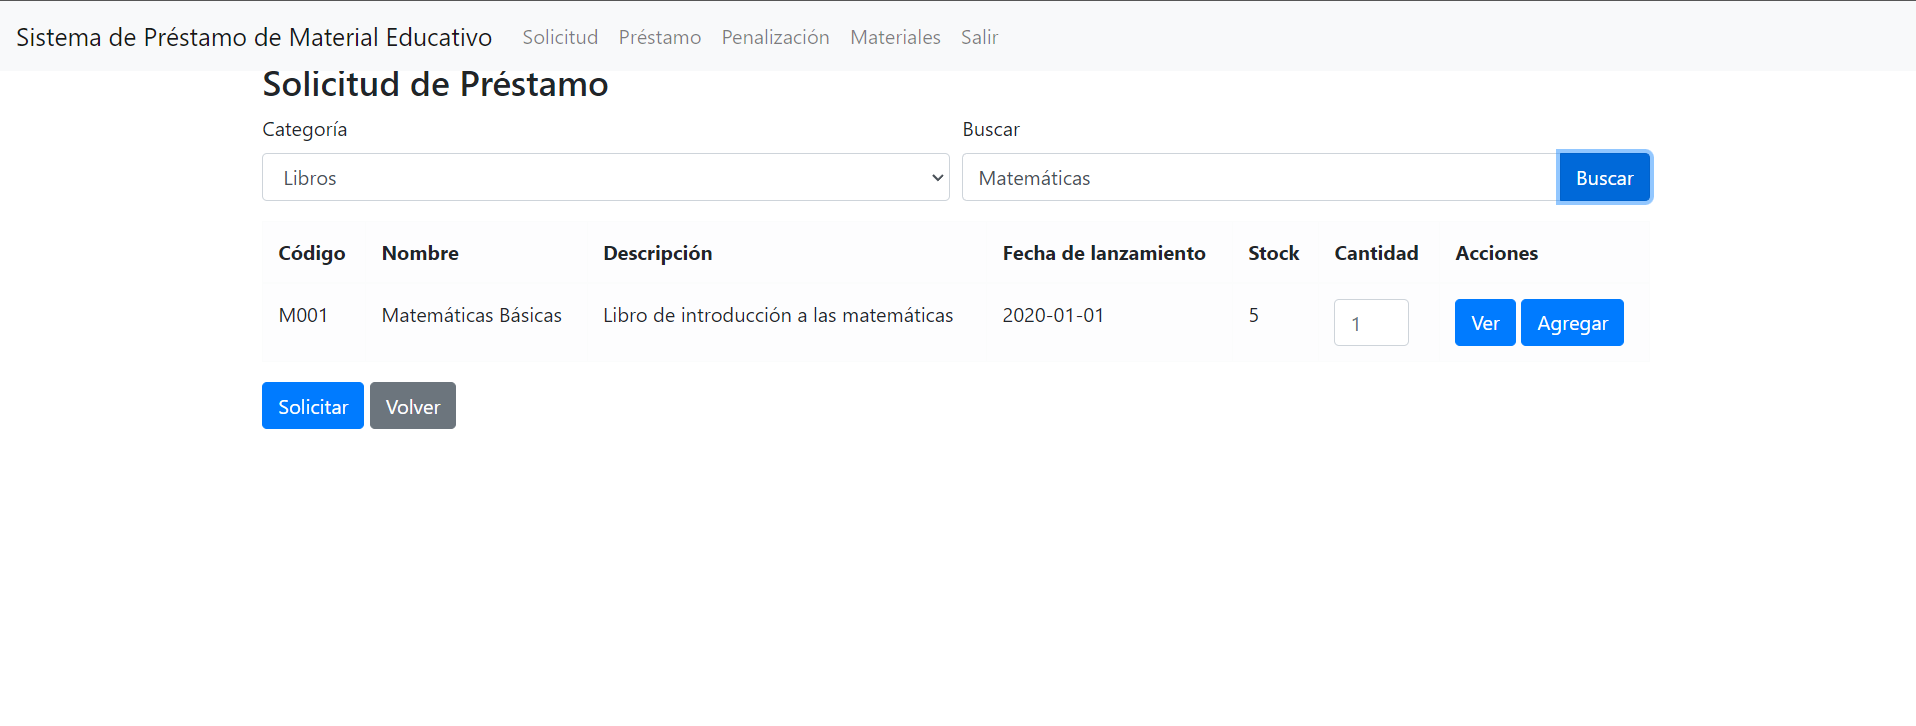 Sistema de Préstamo de Material Educativo Solicitud Préstamo Penalización Materiales Salir
Solicitud de Préstamo
Categoría Buscar
Libros Matemáticas Buscar
Código Nombre Descripción Fecha de lanzamiento Stock Cantidad Acciones
M001 Matemáticas Básicas Libro de introducción a las matemáticas 2020-01-01 5 1 Ver Agregar
Solicitar Volver